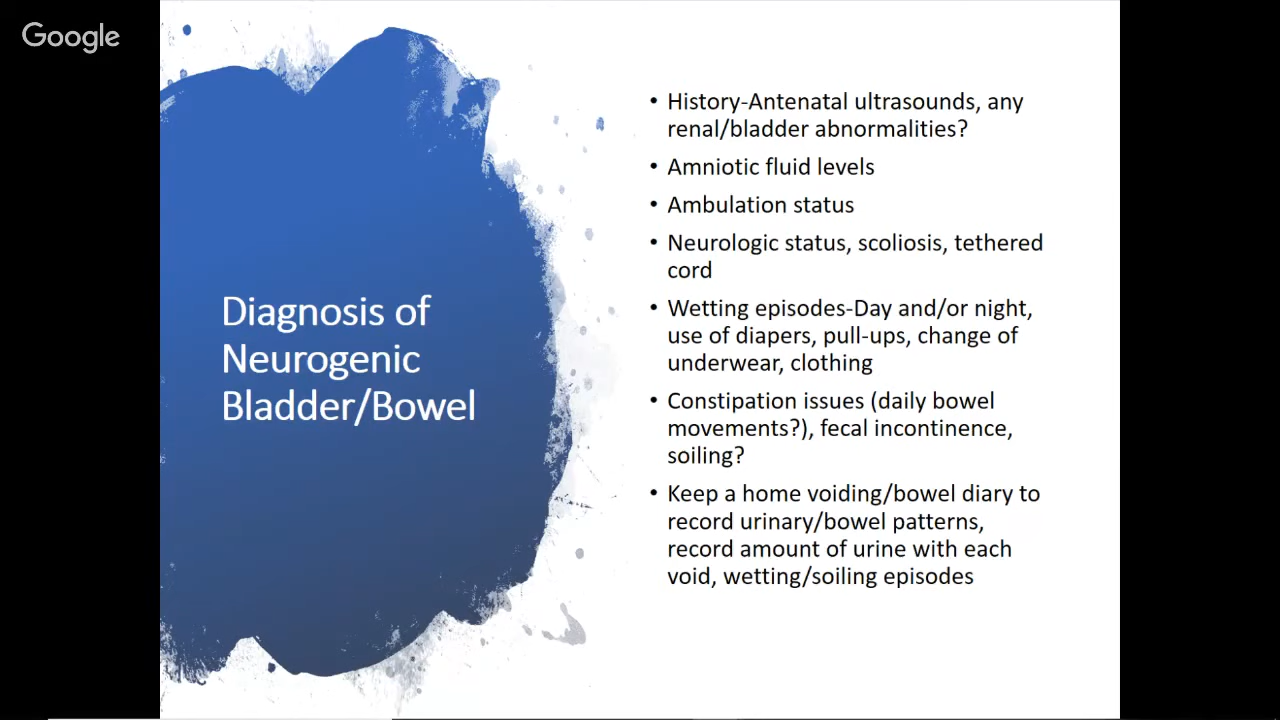 Google
Diagnosis of
Neurogenic
Bladder/Bowel
• History-Antenatal ultrasounds, any
renal/bladder abnormalities?
• Amniotic fluid levels
• Ambulation status
• Neurologic status, scoliosis, tethered
cord
• Wetting episodes-Day and/or night,
use of diapers, pull-ups, change of
underwear, clothing
• Constipation issues (daily bowel
movements?), fecal incontinence,
soiling?
• Keep a home voiding/bowel diary to
record urinary/bowel patterns,
record amount of urine with each
void, wetting/soiling episodes